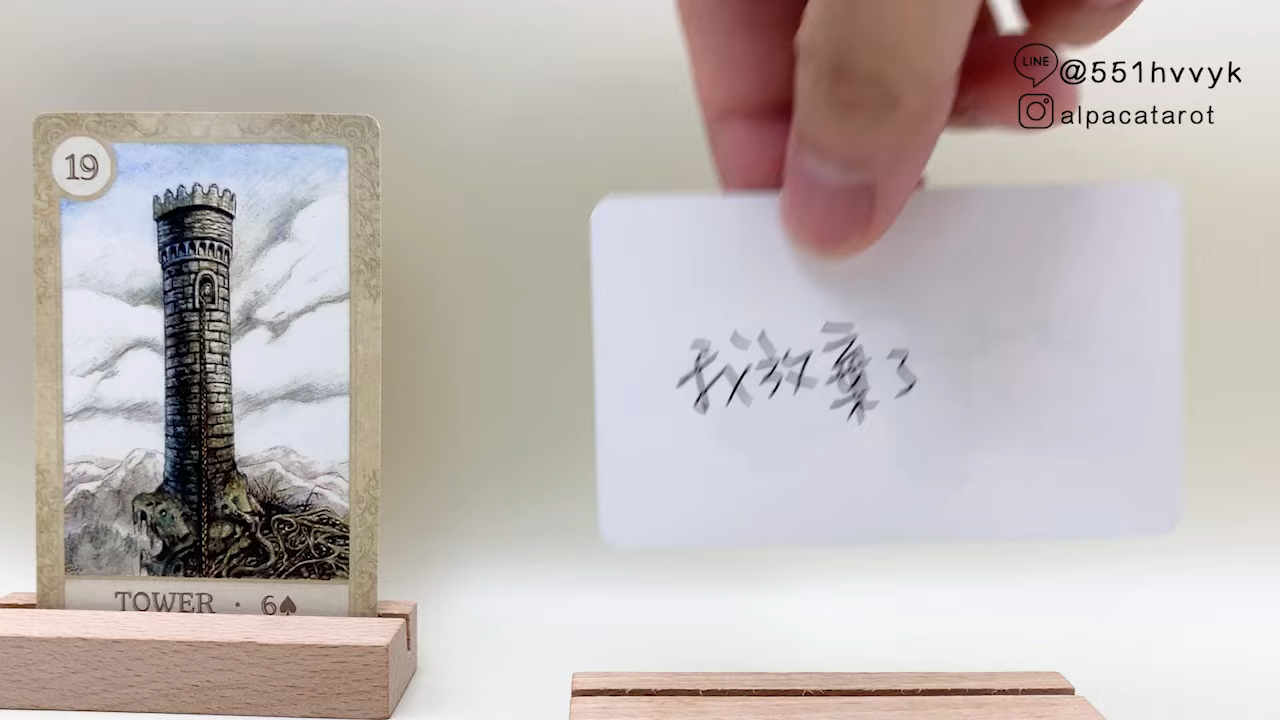 19
TOWER · 6♠
我放棄了
LINE @551hvvyk
alpacatarot